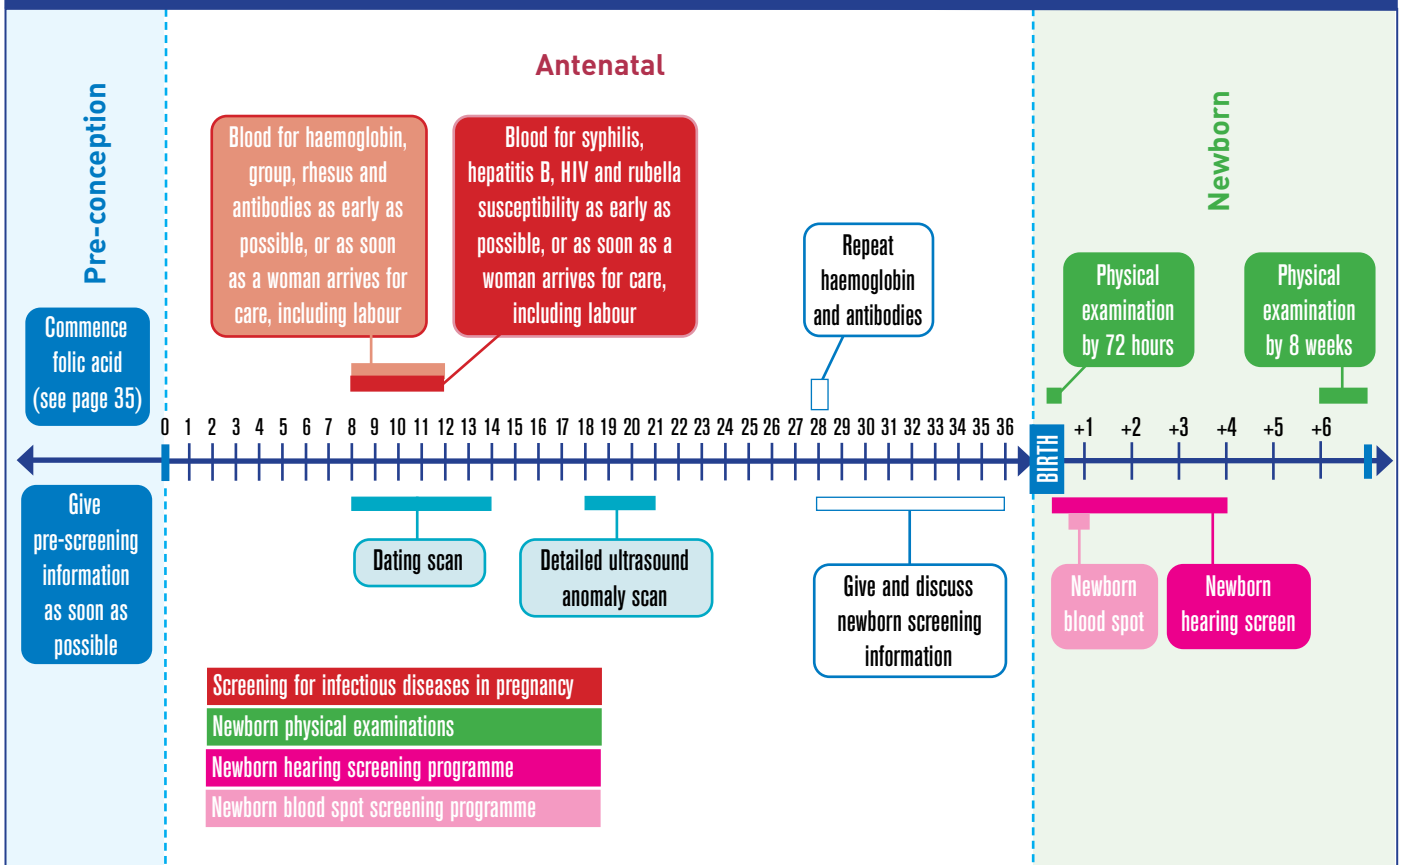 Antenatal
Pre-conception
Newborn
Blood for haemoglobin,
group, rhesus and
antibodies as early as
possible, or as soon
as a woman arrives for
care, including labour
Blood for syphilis,
hepatitis B, HIV and rubella
susceptibility as early as
possible, or as soon as a
woman arrives for care,
including labour
Repeat
haemoglobin
and antibodies
Physical
examination
by 72 hours
Physical
examination
by 8 weeks
Commence
folic acid
(see page 35)
0 1 2 3 4 5 6 7 8 9 10 11 12 13 14 15 16 17 18 19 20 21 22 23 24 25 26 27 28 29 30 31 32 33 34 35 36
BIRTH
+1 +2 +3 +4 +5 +6
Give
pre-screening
information
as soon as
possible
Dating scan
Detailed ultrasound
anomaly scan
Give and discuss
newborn screening
information
Newborn
blood spot
Newborn
hearing screen
Screening for infectious diseases in pregnancy
Newborn physical examinations
Newborn hearing screening programme
Newborn blood spot screening programme